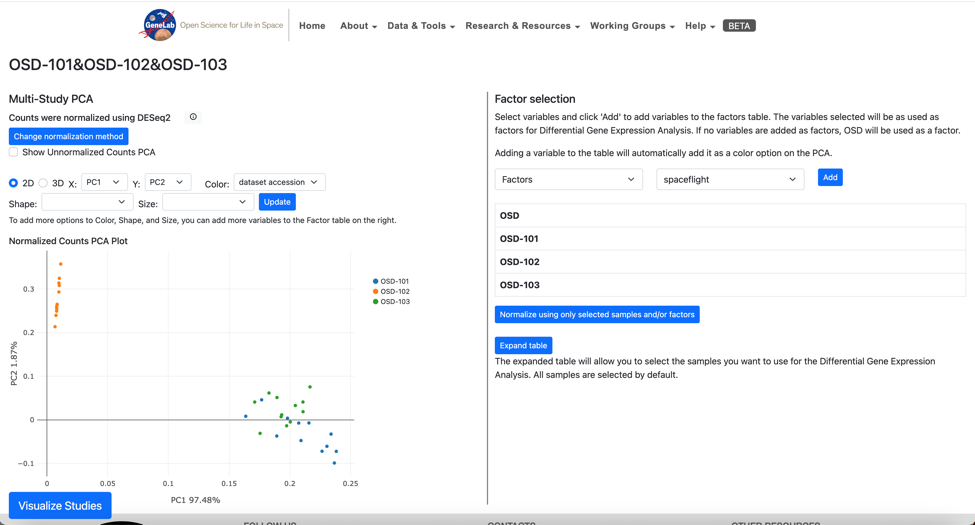 GeneLab
Open Science for Life in Space
Home
About
Data & Tools
Research & Resources
Working Groups
Help
BETA
OSD-101&OSD-102&OSD-103
Multi-Study PCA
Counts were normalized using DESeq2
Change normalization method
Show Unnormalized Counts PCA
2D 3D X: PC1 Y: PC2 Color: dataset accession
Shape: Size: Update
To add more options to Color, Shape, and Size, you can add more variables to the Factor table on the right.
Normalized Counts PCA Plot
0.3
0.2
0.1
0
−0.1
PC2 1.87%
0 0.05 0.1 0.15 0.2 0.25
PC1 97.48%
OSD-101
OSD-102
OSD-103
Visualize Studies
Factor selection
Select variables and click 'Add' to add variables to the factors table. The variables selected will be as used as
factors for Differential Gene Expression Analysis. If no variables are added as factors, OSD will be used as a factor.
Adding a variable to the table will automatically add it as a color option on the PCA.
Factors spaceflight Add
OSD
OSD-101
OSD-102
OSD-103
Normalize using only selected samples and/or factors
Expand table
The expanded table will allow you to select the samples you want to use for the Differential Gene Expression
Analysis. All samples are selected by default.
FOLLOW US
CONTACTS
OTHER RESOURCES